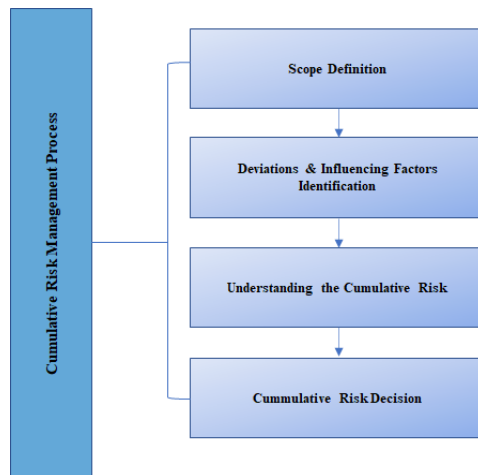 Cumulative Risk Management Process
Scope Definition
Deviations & Influencing Factors
Identification
Understanding the Cumulative Risk
Cummulative Risk Decision